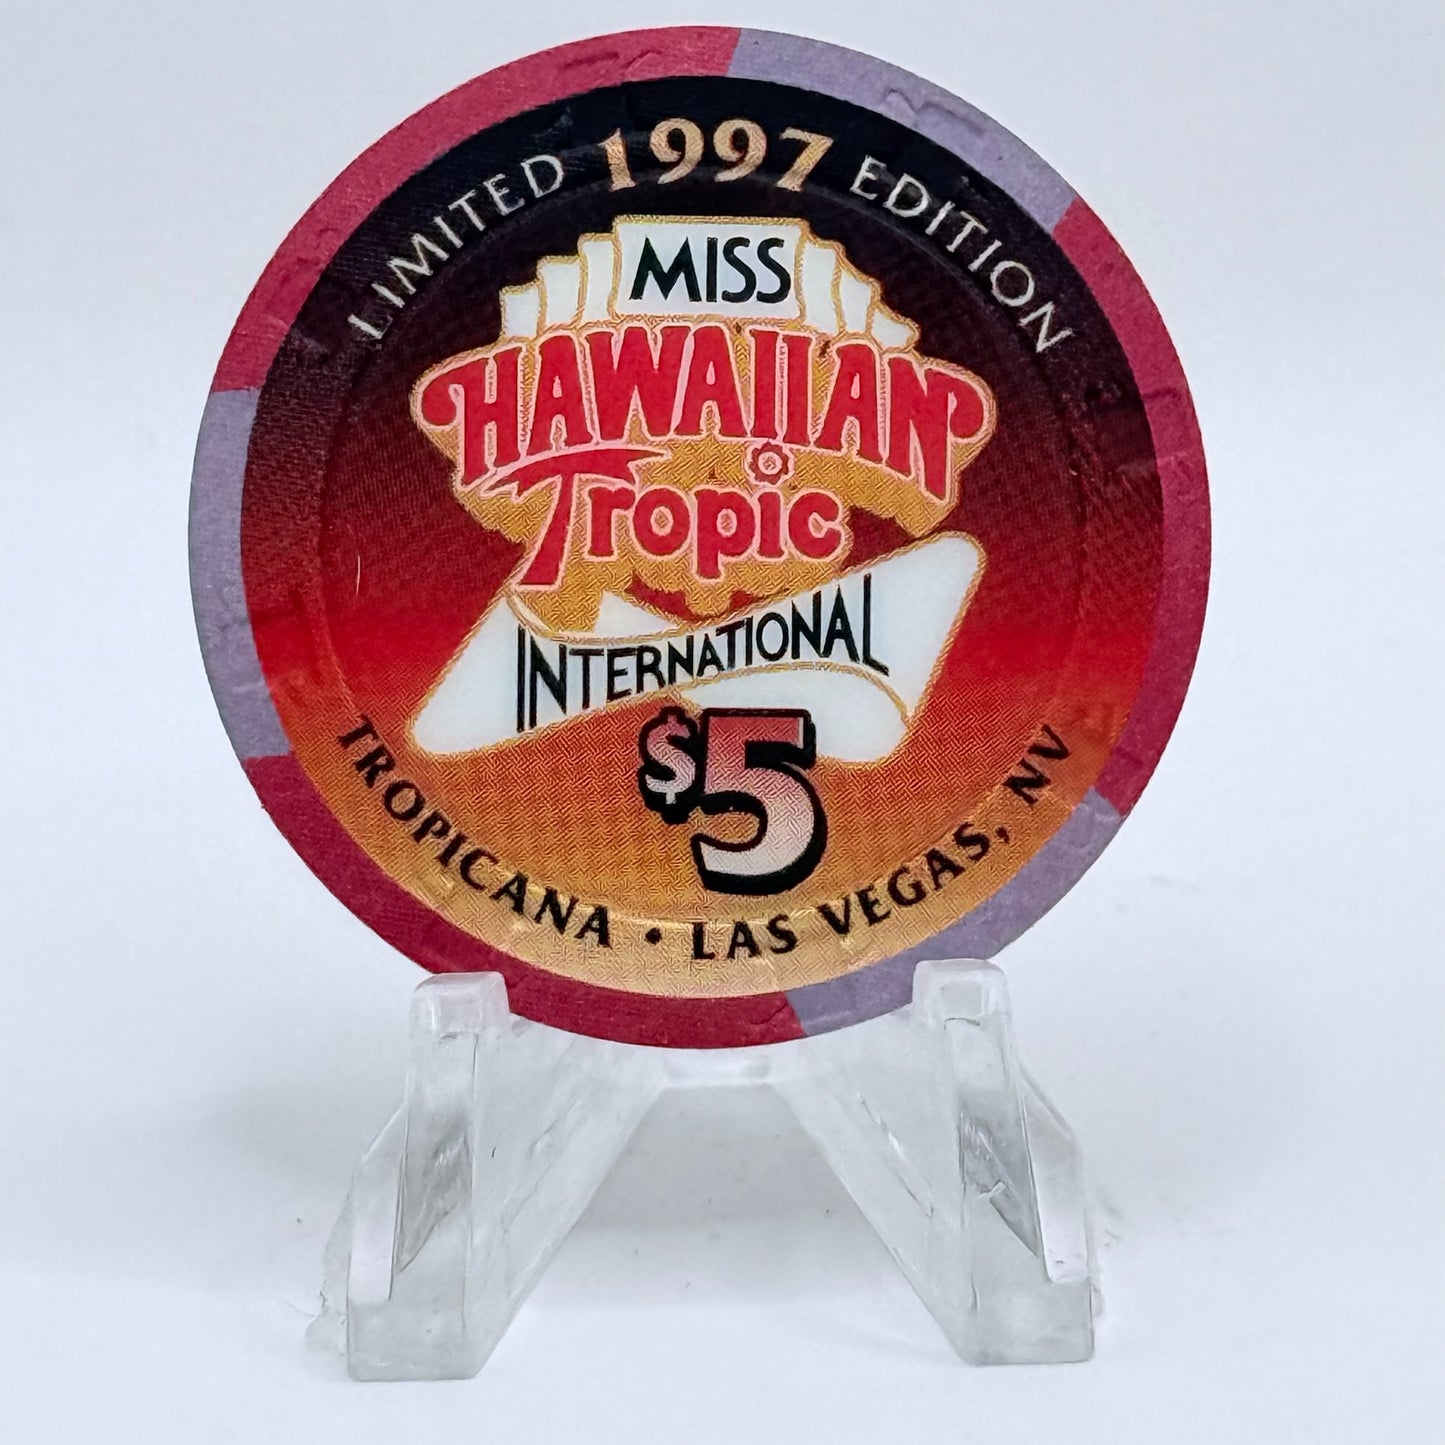 LIMITED 1997 EDITION
MISS
HAWAIIAN
Tropic
INTERNATIONAL
$5
TROPICANA • LAS VEGAS, NV